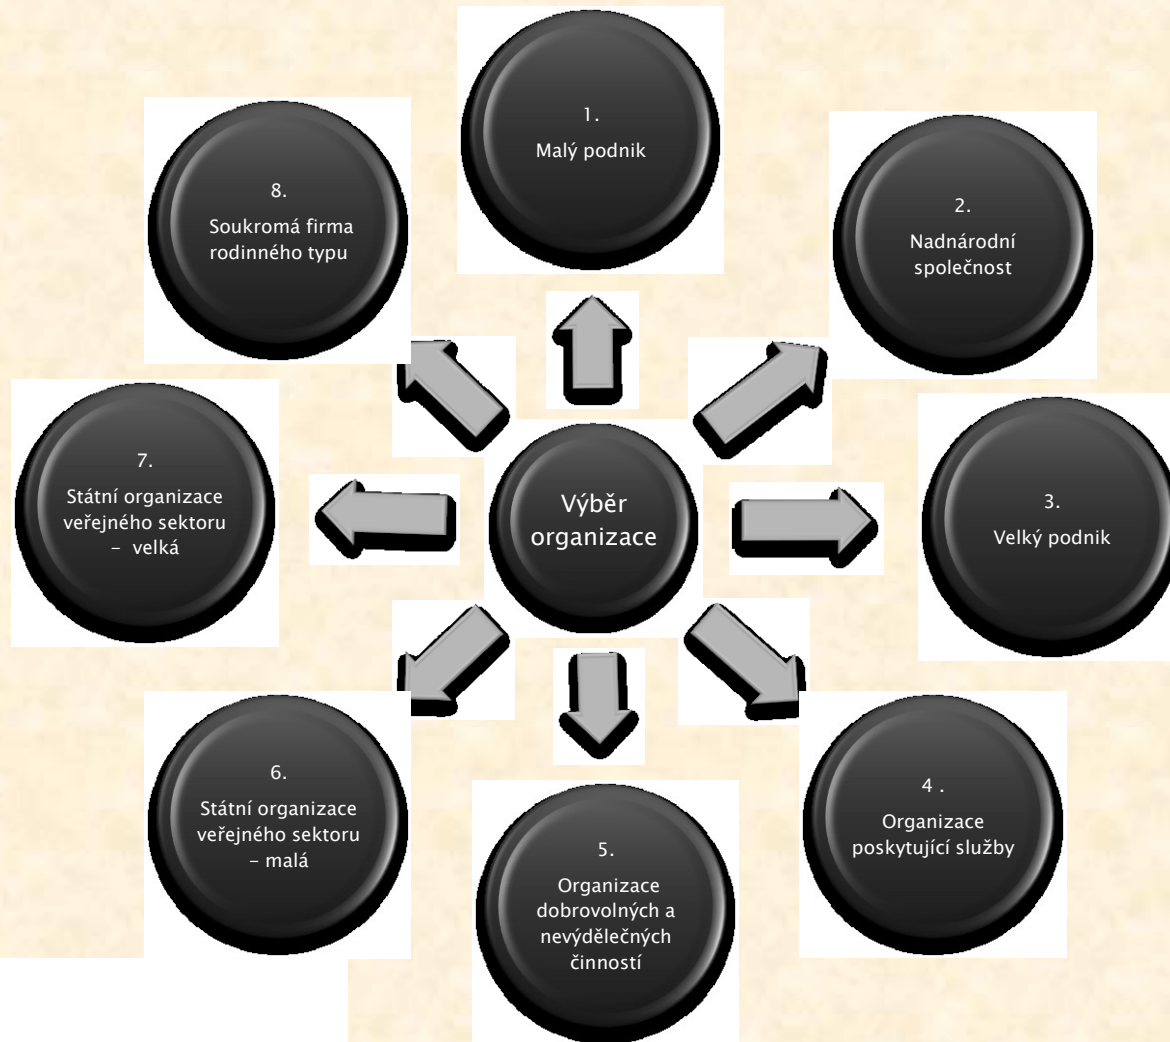 1.
Malý podnik
2.
Nadnárodní
společnost
3.
Velký podnik
4 .
Organizace
poskytující služby
5.
Organizace
dobrovolných a
nevýdělečných
činností
6.
Státní organizace
veřejného sektoru
– malá
7.
Státní organizace
veřejného sektoru
– velká
8.
Soukromá firma
rodinného typu
Výběr
organizace